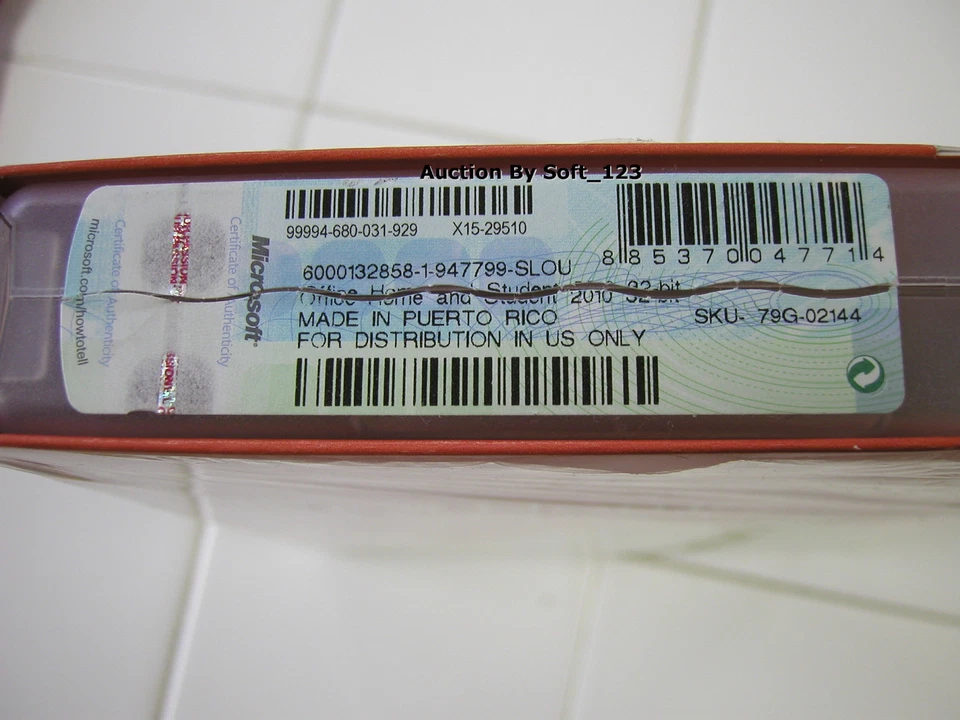 Auction By Soft_123
99994-680-031-929 X15-29510
8 85370 04771 4
6000132858-1-947799-SLOU
Office Home and Student 2010 32-bit
MADE IN PUERTO RICO
SKU- 79G-02144
FOR DISTRIBUTION IN US ONLY
Microsoft®
Certificate of Authenticity
Certificate of Authenticity
microsoft.com/howtotell